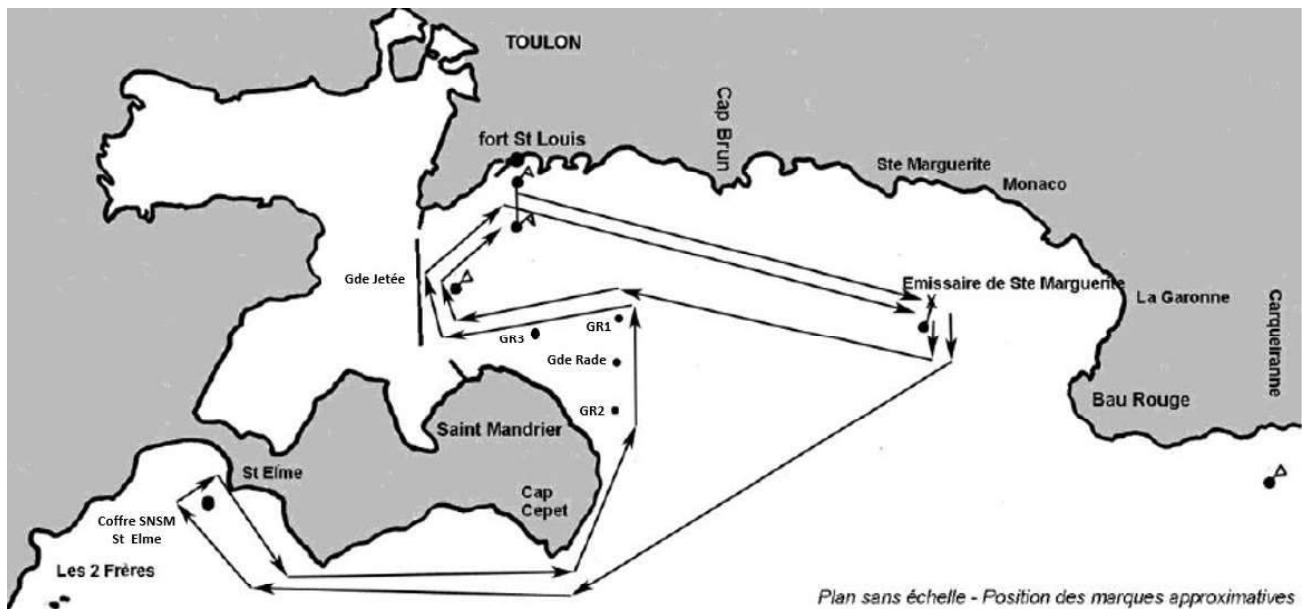 TOULON
fort St Louis
Cap Brun
Ste Marguerite
Monaco
Gde Jetée
Emissaire de Ste Marguerite
La Garonne
Carqueiranne
GR1
GR3
Gde Rade
GR2
Bau Rouge
Saint Mandrier
St Elme
Cap
Cepet
Coffre SNSM
St Elme
Les 2 Frères
Plan sans échelle - Position des marques approximatives